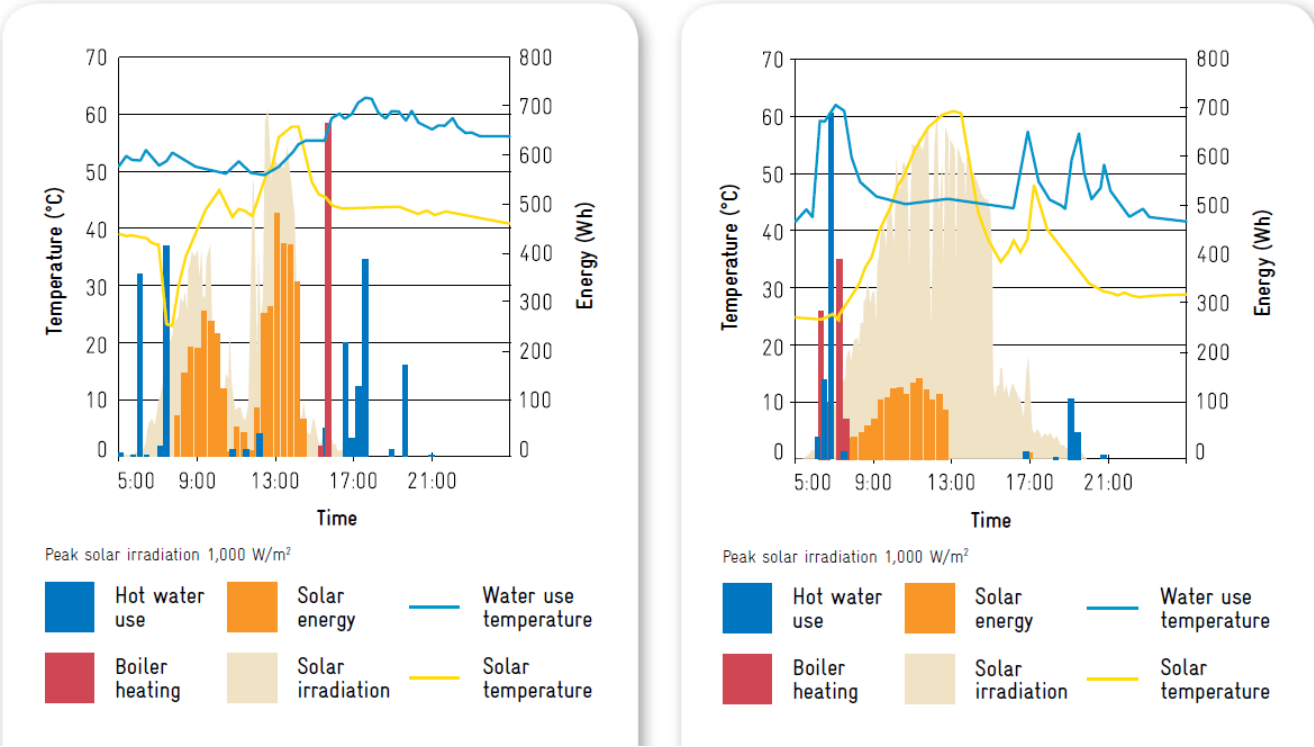 70
60
50
40
30
20
10
0
800
700
600
500
400
300
200
100
0
Temperature (°C)
Energy (Wh)
5:00 9:00 13:00 17:00 21:00
Time
Peak solar irradiation 1,000 W/m²
Hot water
use
Solar
energy
Water use
temperature
Boiler
heating
Solar
irradiation
Solar
temperature
70
60
50
40
30
20
10
0
800
700
600
500
400
300
200
100
0
Temperature (°C)
Energy (Wh)
5:00 9:00 13:00 17:00 21:00
Time
Peak solar irradiation 1,000 W/m²
Hot water
use
Solar
energy
Water use
temperature
Boiler
heating
Solar
irradiation
Solar
temperature